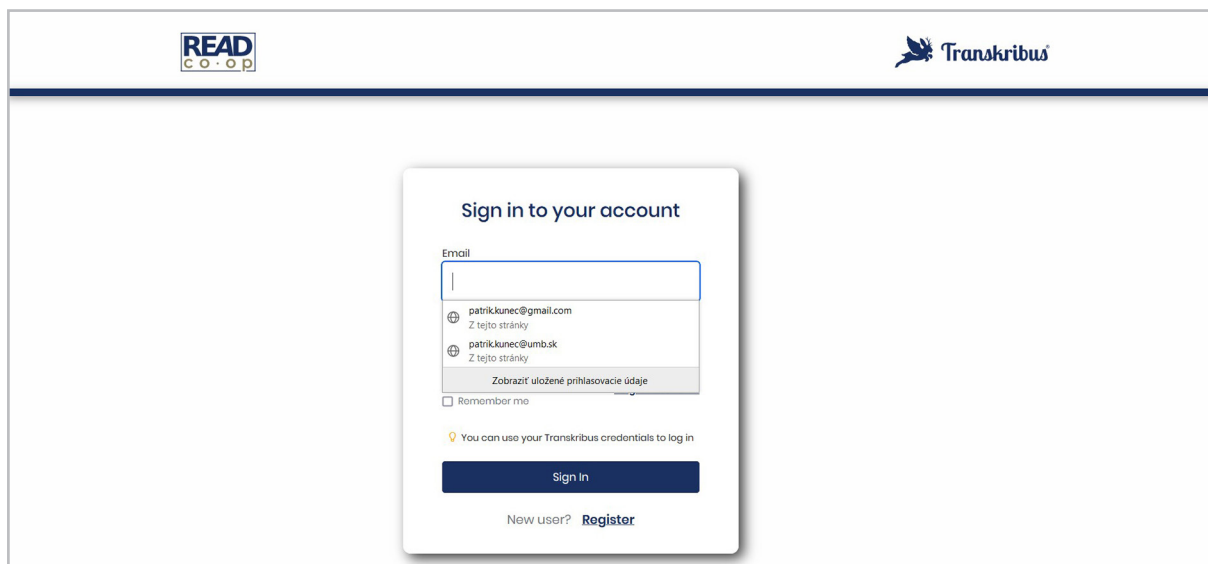 READ
co·op
Transkribus®
Sign in to your account
Email
patrik.kunec@gmail.com
Z tejto stránky
patrik.kunec@umb.sk
Z tejto stránky
Zobraziť uložené prihlasovacie údaje
Remember me
You can use your Transkribus credentials to log in
Sign In
New user? Register